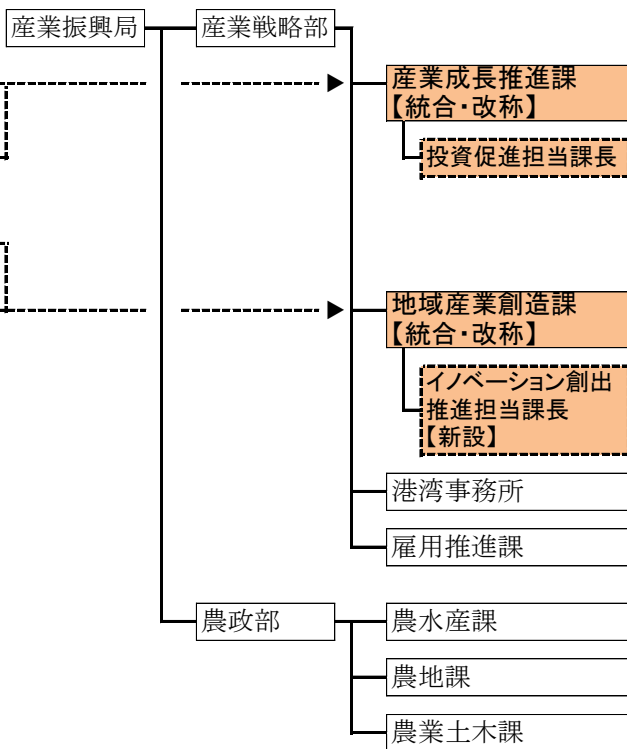 産業振興局
産業戦略部
産業成長推進課
【統合・改称】
投資促進担当課長
地域産業創造課
【統合・改称】
イノベーション創出
推進担当課長
【新設】
港湾事務所
雇用推進課
農政部
農水産課
農地課
農業土木課